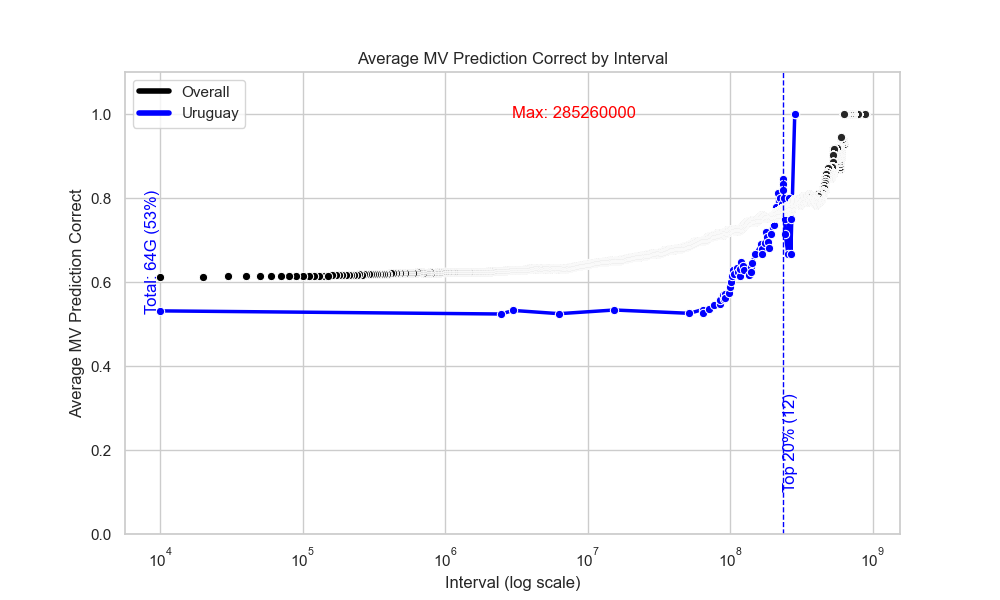 Average MV Prediction Correct by Interval
Overall
Uruguay
Max: 285260000
Total: 64G (53%)
Top 20% (12)
Average MV Prediction Correct
1.0
0.8
0.6
0.4
0.2
0.0
10^4
10^5
10^6
10^7
10^8
10^9
Interval (log scale)